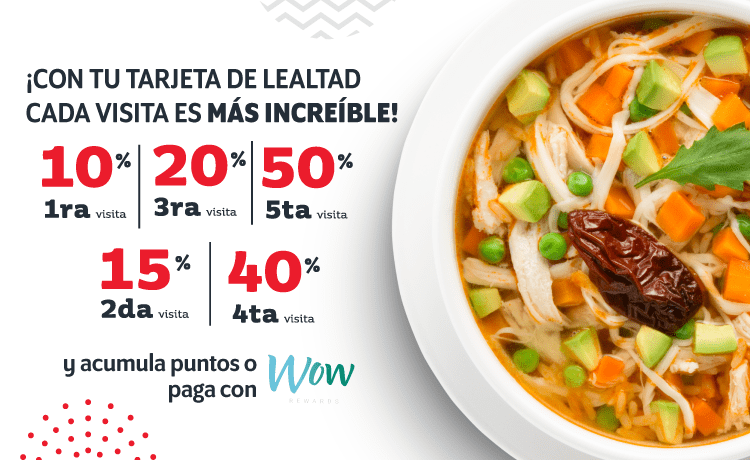 ¡CON TU TARJETA DE LEALTAD
CADA VISITA ES MÁS INCREÍBLE!
10% 20% 50%
1ra visita 3ra visita 5ta visita
15% 40%
2da visita 4ta visita
y acumula puntos o
paga con Wow
REWARDS